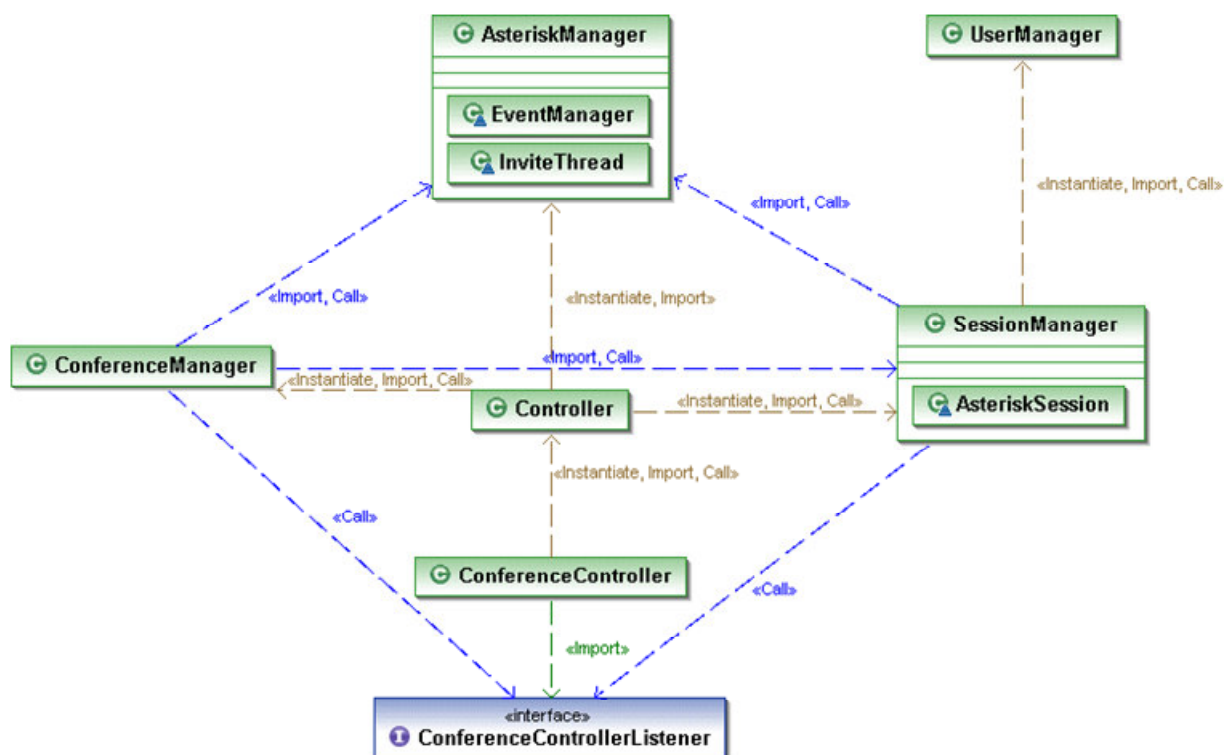 AsteriskManager
UserManager
EventManager
InviteThread
«Instantiate, Import, Call»
«Import, Call»
«Import, Call»
«Instantiate, Import»
SessionManager
ConferenceManager
«Import, Call»
«Instantiate, Import, Call»
Controller
«Instantiate, Import, Call»
AsteriskSession
«Instantiate, Import, Call»
«Call»
ConferenceController
«Call»
«Import»
«interface»
ConferenceControllerListener